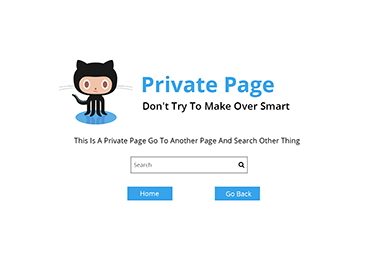 Private Page
Don't Try To Make Over Smart
This Is A Private Page Go To Another Page And Search Other Thing
Search
Home
Go Back